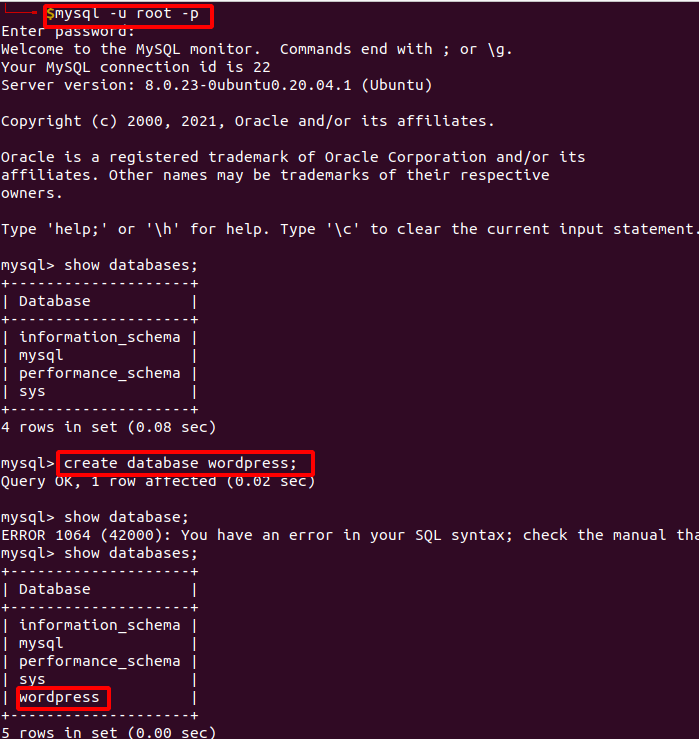 $mysql -u root -p
Enter password:
Welcome to the MySQL monitor.  Commands end with ; or \g.
Your MySQL connection id is 22
Server version: 8.0.23-0ubuntu0.20.04.1 (Ubuntu)
Copyright (c) 2000, 2021, Oracle and/or its affiliates.
Oracle is a registered trademark of Oracle Corporation and/or its
affiliates. Other names may be trademarks of their respective
owners.
Type 'help;' or '\h' for help. Type '\c' to clear the current input statement.
mysql> show databases;
+--------------------+
| Database           |
+--------------------+
| information_schema |
| mysql              |
| performance_schema |
| sys                |
+--------------------+
4 rows in set (0.08 sec)
mysql> create database wordpress;
Query OK, 1 row affected (0.02 sec)
mysql> show database;
ERROR 1064 (42000): You have an error in your SQL syntax; check the manual tha
mysql> show databases;
+--------------------+
| Database           |
+--------------------+
| information_schema |
| mysql              |
| performance_schema |
| sys                |
| wordpress          |
+--------------------+
5 rows in set (0.00 sec)